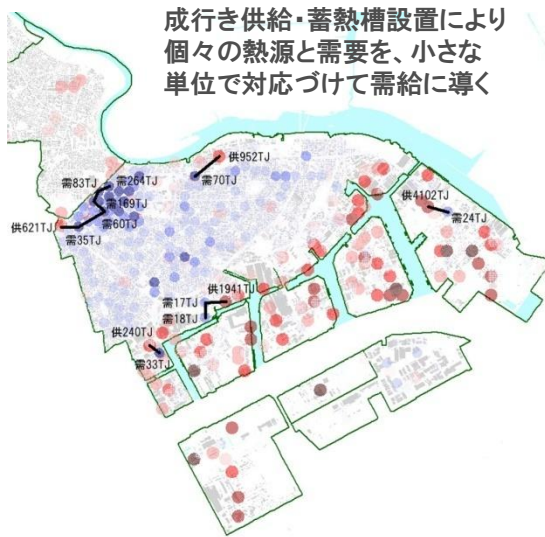 成行き供給・蓄熱槽設置により
個々の熱源と需要を、小さな
単位で対応づけて需給に導く
供952TJ
需83TJ
需264TJ
需70TJ
供4102TJ
需169TJ
供621TJ
需60TJ
需24TJ
需35TJ
供1941TJ
需17TJ
需18TJ
供240TJ
需33TJ